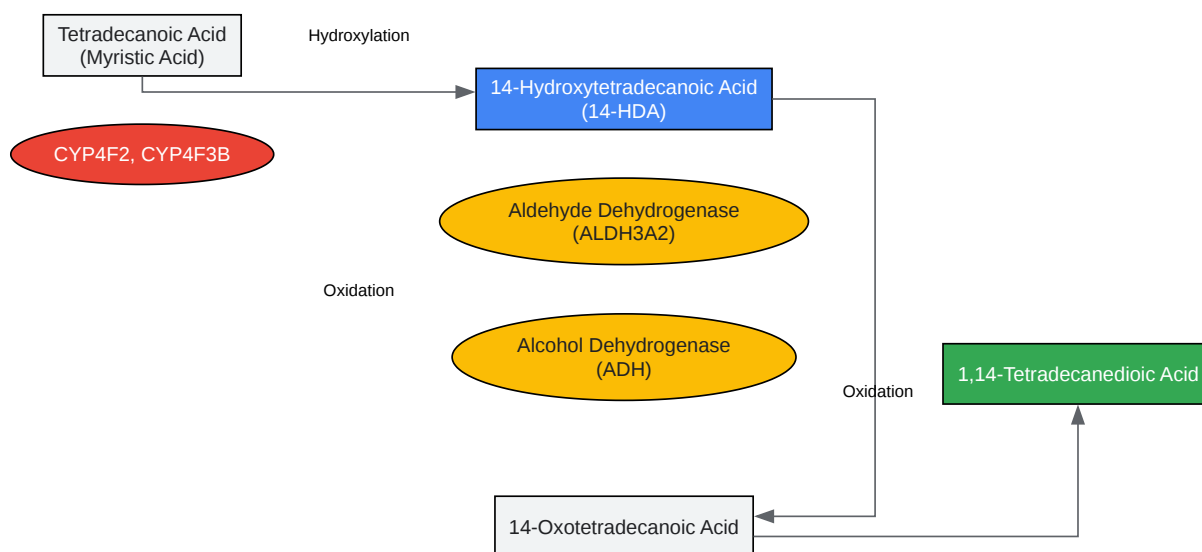 Tetradecanoic Acid
(Myristic Acid)
Hydroxylation
14-Hydroxytetradecanoic Acid
(14-HDA)
CYP4F2, CYP4F3B
Aldehyde Dehydrogenase
(ALDH3A2)
Oxidation
Alcohol Dehydrogenase
(ADH)
Oxidation
1,14-Tetradecanedioic Acid
14-Oxotetradecanoic Acid